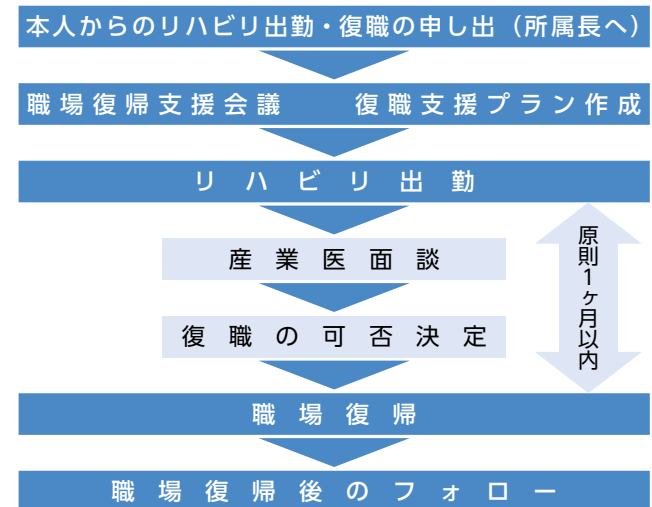 本人からのリハビリ出勤・復職の申し出（所属長へ）
職場復帰支援会議　復職支援プラン作成
リハビリ出勤
産業医面談
復職の可否決定
原則1ヶ月以内
職場復帰
職場復帰後のフォロー